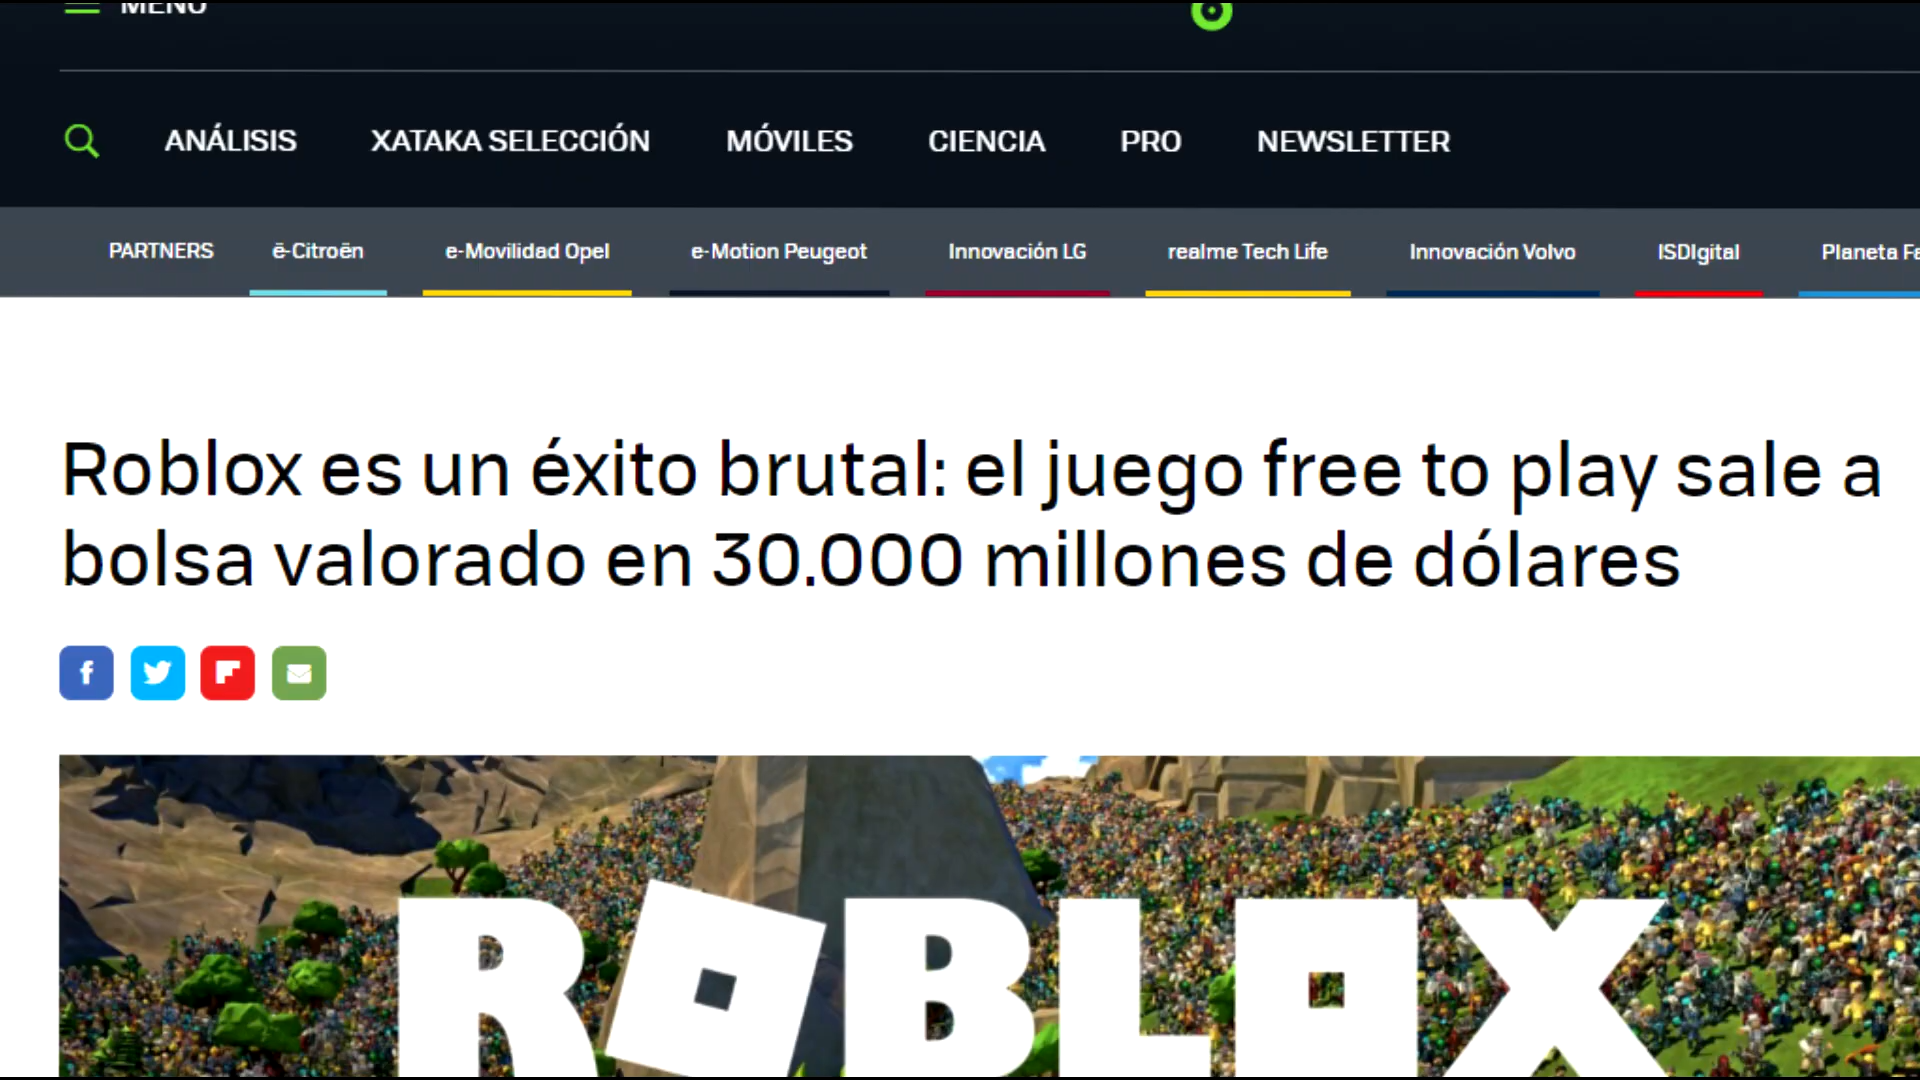 MENÚ
ANÁLISIS XATAKA SELECCIÓN MÓVILES CIENCIA PRO NEWSLETTER
PARTNERS ë-Citroën e-Movilidad Opel e-Motion Peugeot Innovación LG realme Tech Life Innovación Volvo ISDIgital Planeta
Roblox es un éxito brutal: el juego free to play sale a
bolsa valorado en 30.000 millones de dólares
ROBLOX